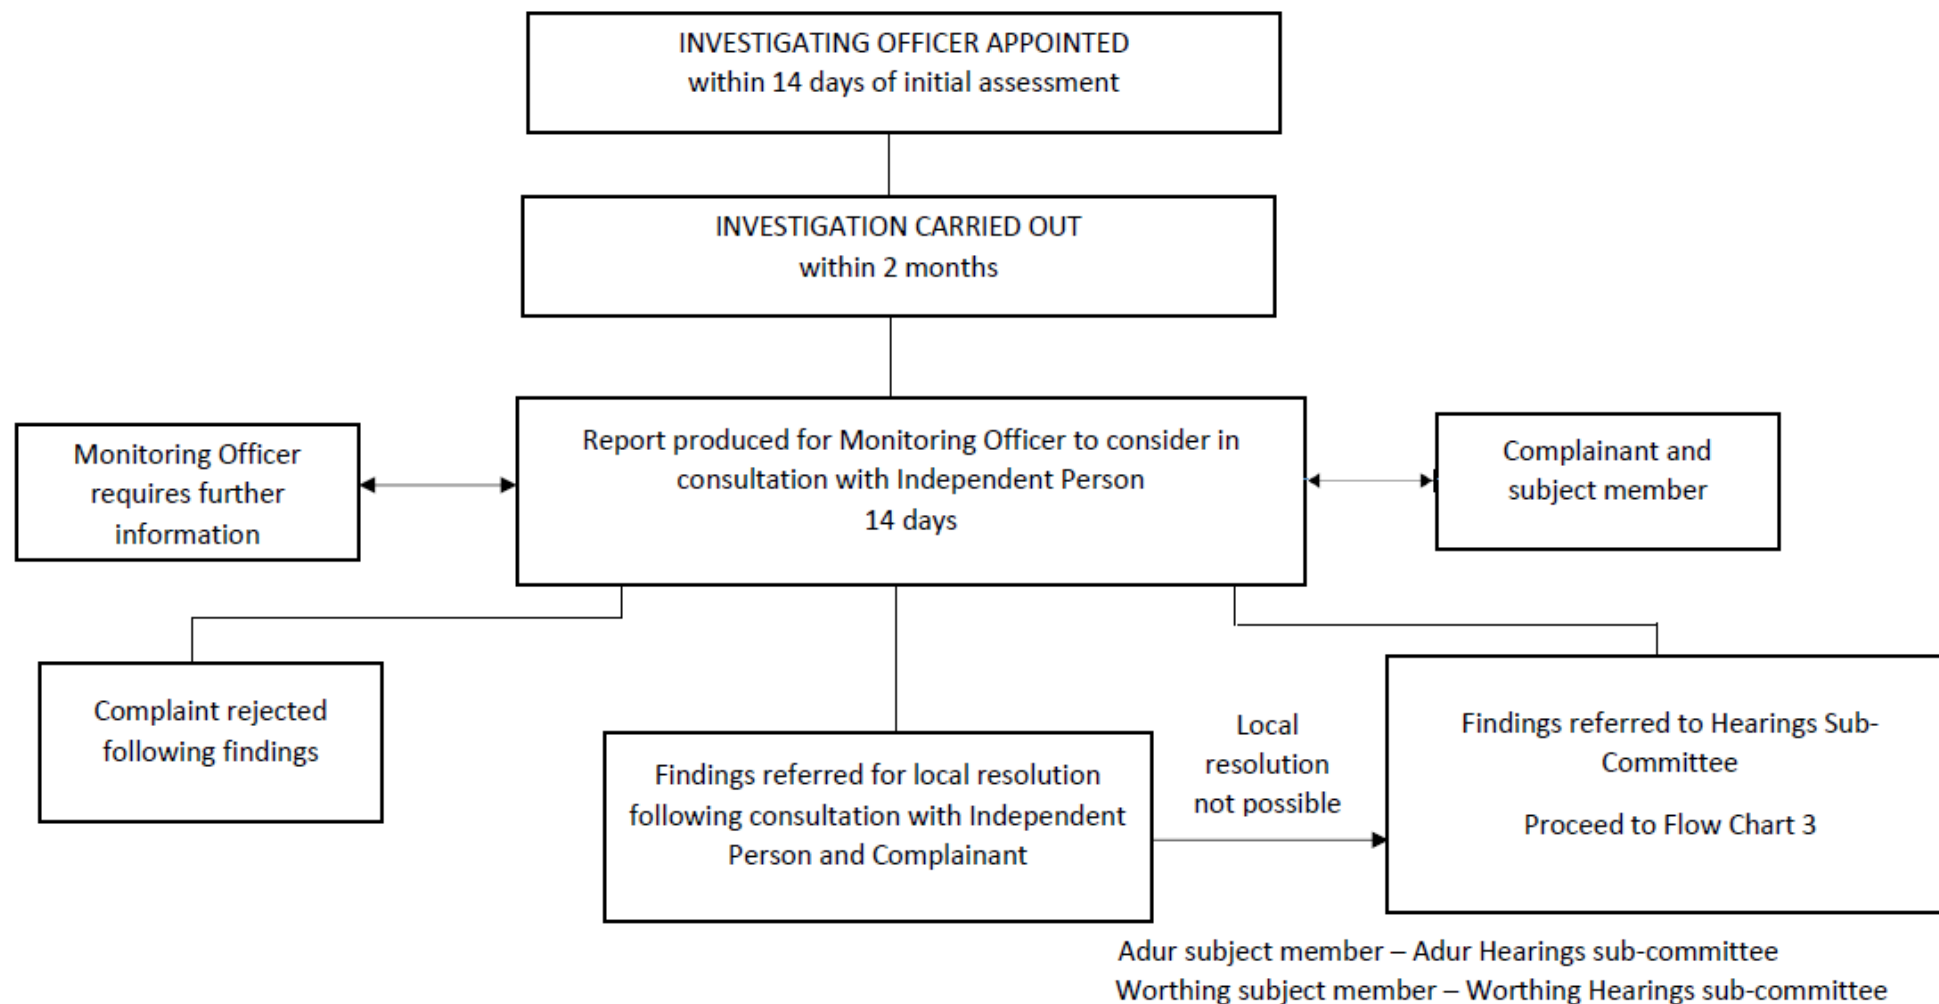 INVESTIGATING OFFICER APPOINTED
within 14 days of initial assessment
INVESTIGATION CARRIED OUT
within 2 months
Monitoring Officer
requires further
information
Report produced for Monitoring Officer to consider in
consultation with Independent Person
14 days
Complainant and
subject member
Complaint rejected
following findings
Findings referred for local resolution
following consultation with Independent
Person and Complainant
Local
resolution
not possible
Findings referred to Hearings Sub-
Committee
Proceed to Flow Chart 3
Adur subject member – Adur Hearings sub-committee
Worthing subject member – Worthing Hearings sub-committee